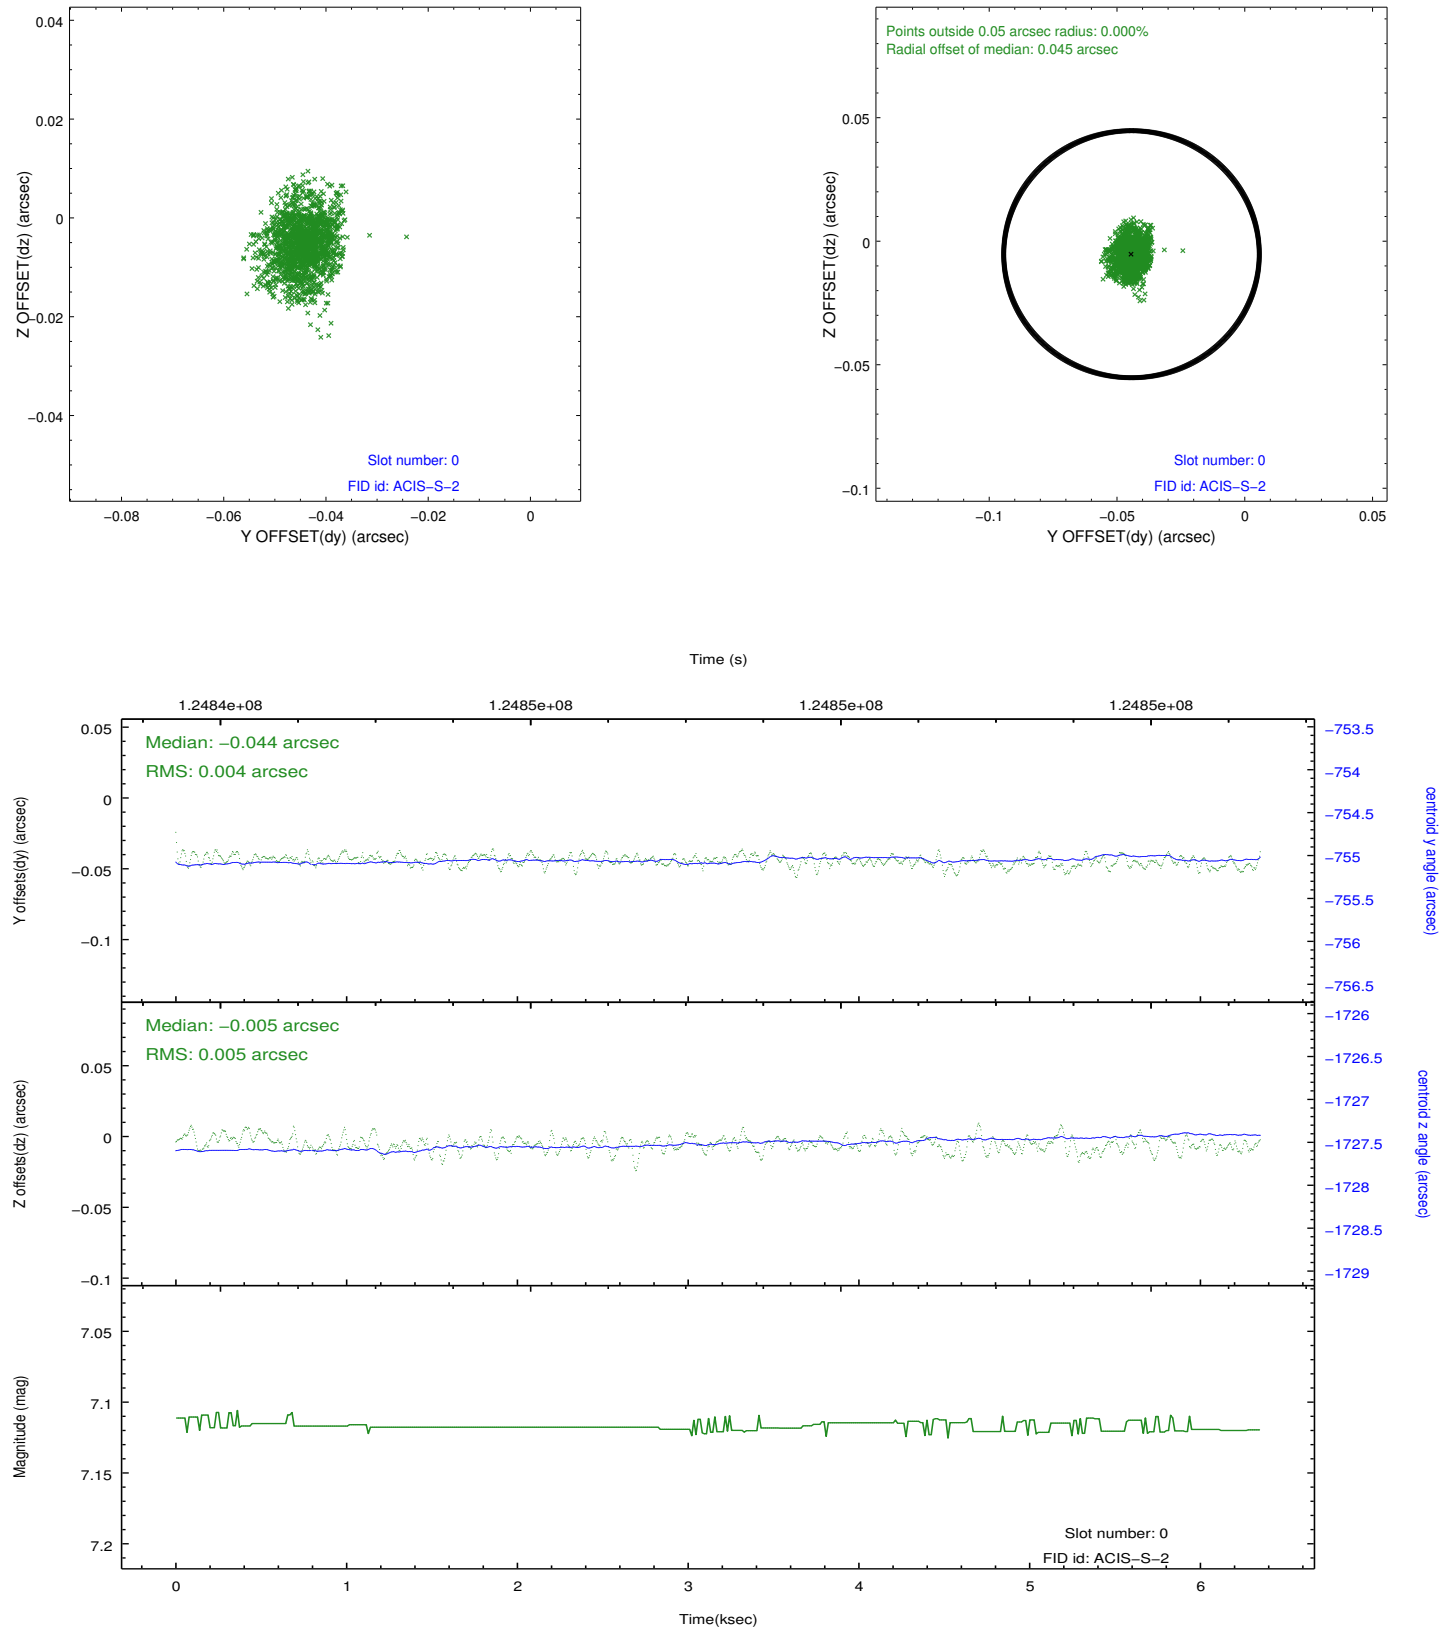 0.04
0.02
0
−0.02
−0.04
Z OFFSET(dz) (arcsec)
Slot number: 0
FID id: ACIS−S−2
−0.08 −0.06 −0.04 −0.02 0
Y OFFSET(dy) (arcsec)
Points outside 0.05 arcsec radius: 0.000%
Radial offset of median: 0.045 arcsec
0.05
0
−0.05
−0.1
Z OFFSET(dz) (arcsec)
Slot number: 0
FID id: ACIS−S−2
−0.1 −0.05 0 0.05
Y OFFSET(dy) (arcsec)
Time (s)
1.2484e+08 1.2485e+08 1.2485e+08 1.2485e+08
Median: −0.044 arcsec
RMS: 0.004 arcsec
0.05
0
−0.05
−0.1
Y offsets(dy) (arcsec)
−753.5
−754
−754.5
−755
−755.5
−756
−756.5
centroid y angle (arcsec)
Median: −0.005 arcsec
RMS: 0.005 arcsec
0.05
0
−0.05
−0.1
Z offsets(dz) (arcsec)
−1726
−1726.5
−1727
−1727.5
−1728
−1728.5
−1729
centroid z angle (arcsec)
7.05
7.1
7.15
7.2
Magnitude (mag)
Slot number: 0
FID id: ACIS−S−2
0 1 2 3 4 5 6
Time(ksec)